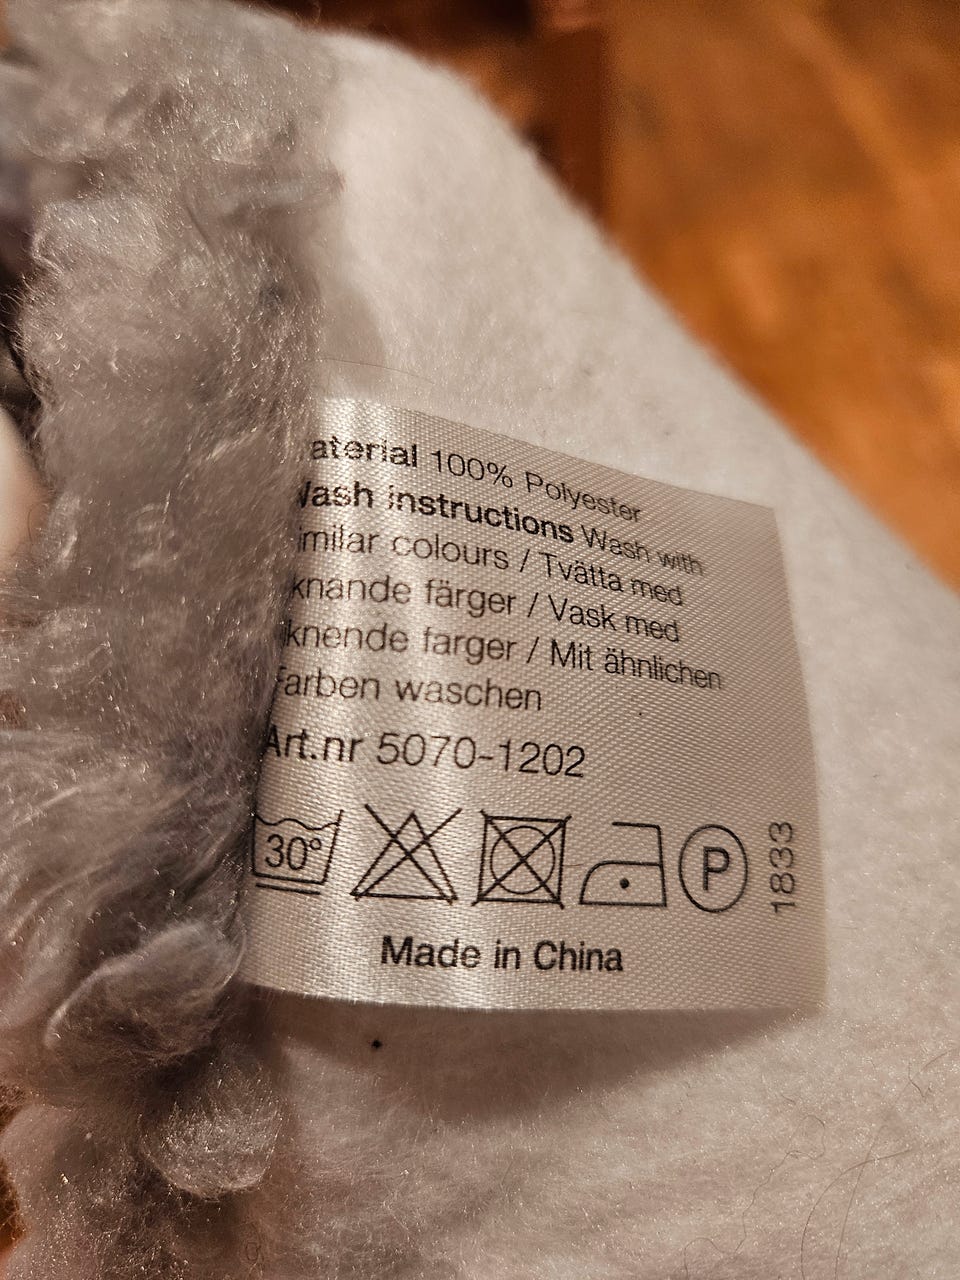 aterial 100% Polyester
Wash instructions Wash with
imilar colours / Tvätta med
knande färger / Vask med
iknende farger / Mit ähnlichen
Farben waschen
Art.nr 5070-1202
30°
P
1833
Made in China